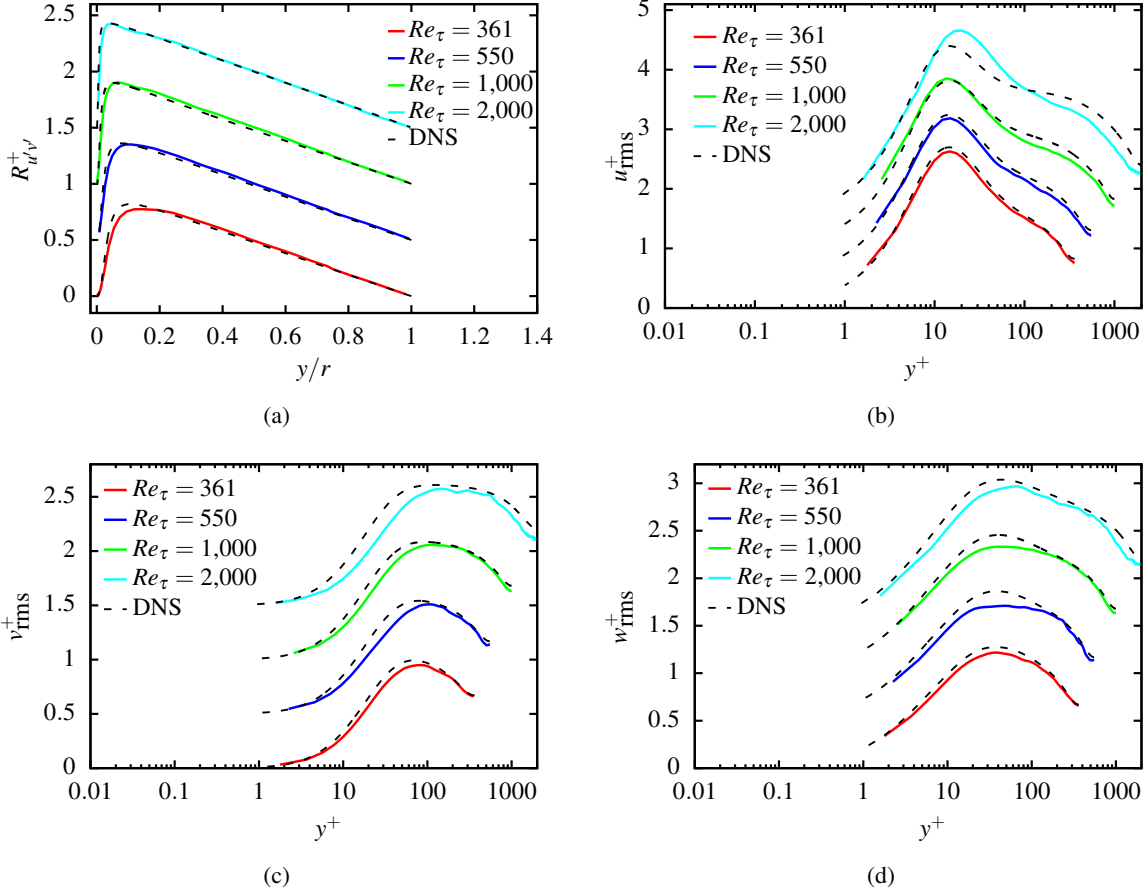 R⁺u′v′
2.5
2
1.5
1
0.5
0
0 0.2 0.4 0.6 0.8 1 1.2 1.4
y/r
Reτ = 361
Reτ = 550
Reτ = 1,000
Reτ = 2,000
DNS
(a)
u⁺rms
5
4
3
2
1
0
0.01 0.1 1 10 100 1000
y⁺
Reτ = 361
Reτ = 550
Reτ = 1,000
Reτ = 2,000
DNS
(b)
v⁺rms
2.5
2
1.5
1
0.5
0
0.01 0.1 1 10 100 1000
y⁺
Reτ = 361
Reτ = 550
Reτ = 1,000
Reτ = 2,000
DNS
(c)
w⁺rms
3
2.5
2
1.5
1
0.5
0
0.01 0.1 1 10 100 1000
y⁺
Reτ = 361
Reτ = 550
Reτ = 1,000
Reτ = 2,000
DNS
(d)